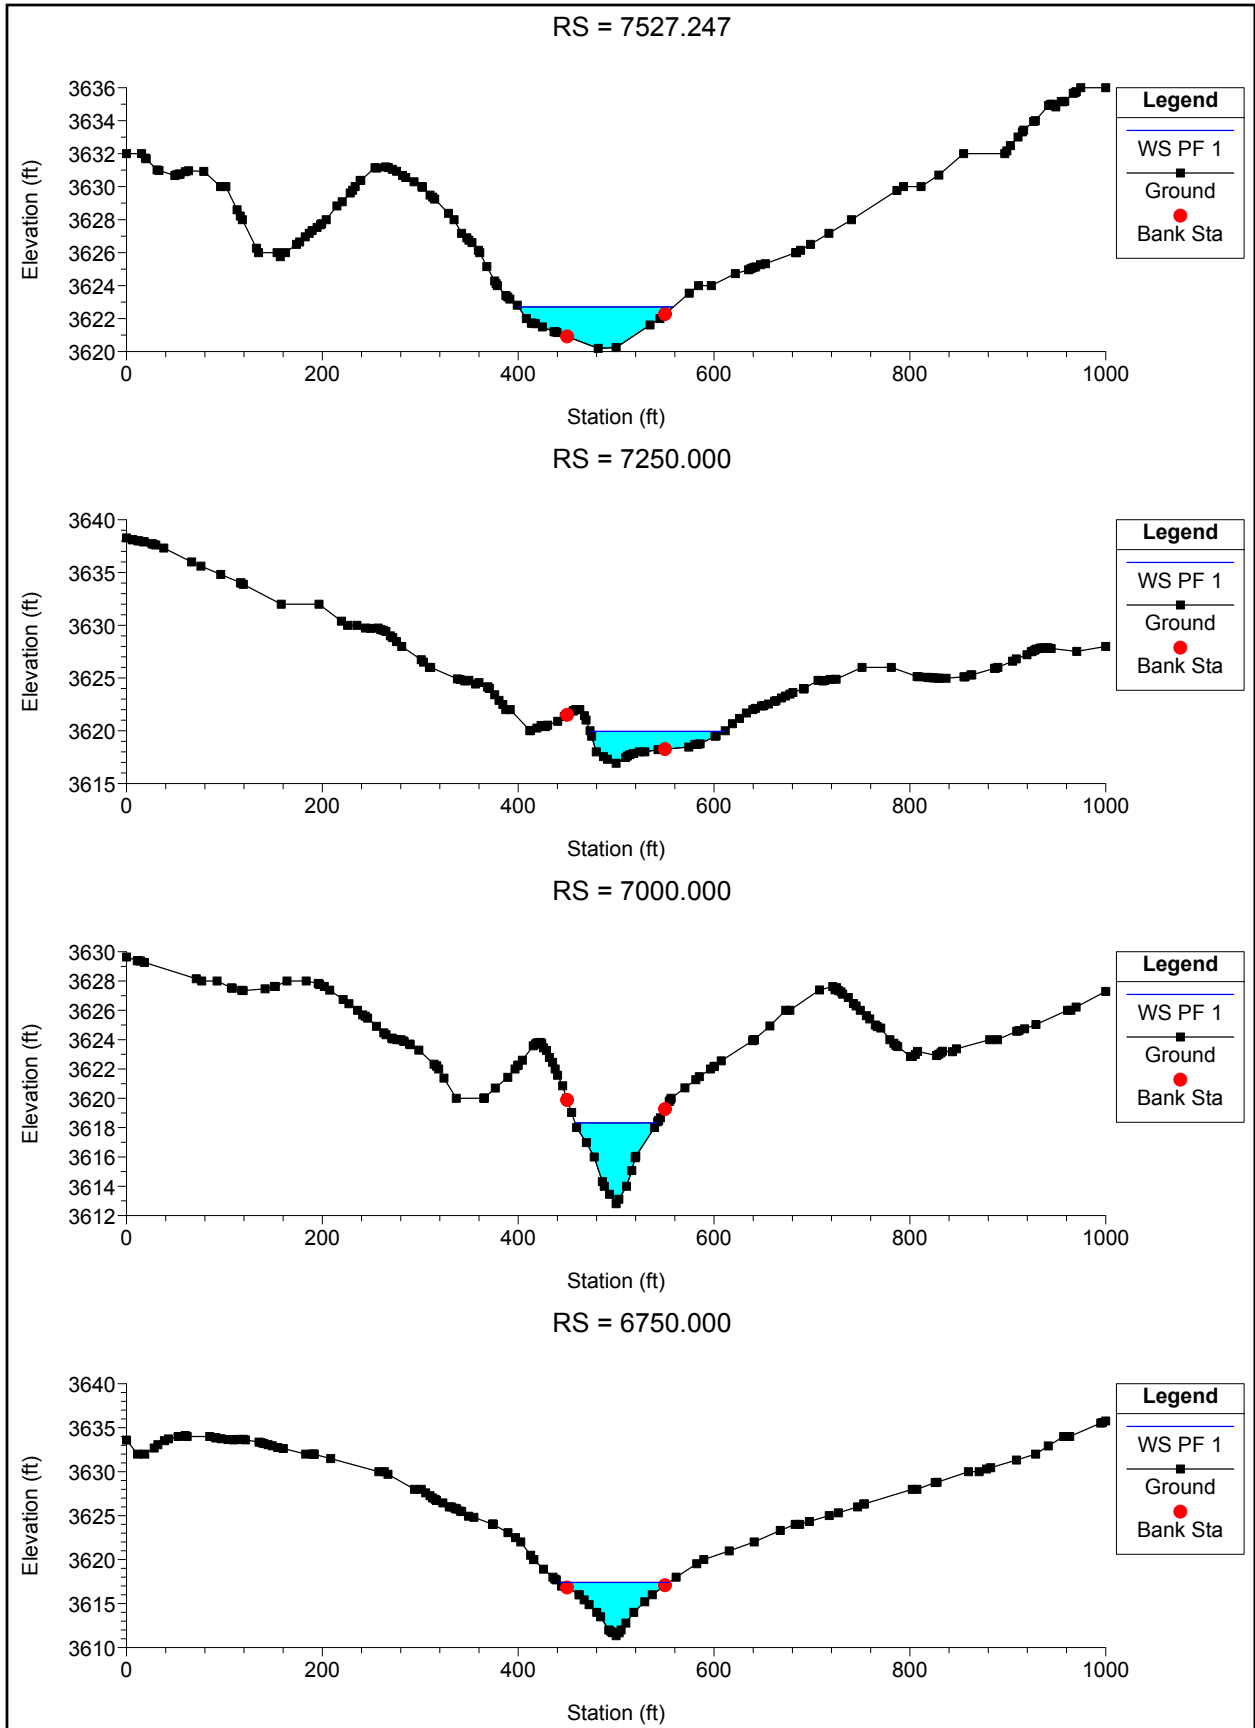 RS = 7527.247
3636
3634
3632
3630
3628
3626
3624
3622
3620
Elevation (ft)
0 200 400 600 800 1000
Station (ft)
Legend
WS PF 1
Ground
Bank Sta
RS = 7250.000
3640
3635
3630
3625
3620
3615
Elevation (ft)
0 200 400 600 800 1000
Station (ft)
Legend
WS PF 1
Ground
Bank Sta
RS = 7000.000
3630
3628
3626
3624
3622
3620
3618
3616
3614
3612
Elevation (ft)
0 200 400 600 800 1000
Station (ft)
Legend
WS PF 1
Ground
Bank Sta
RS = 6750.000
3640
3635
3630
3625
3620
3615
3610
Elevation (ft)
0 200 400 600 800 1000
Station (ft)
Legend
WS PF 1
Ground
Bank Sta